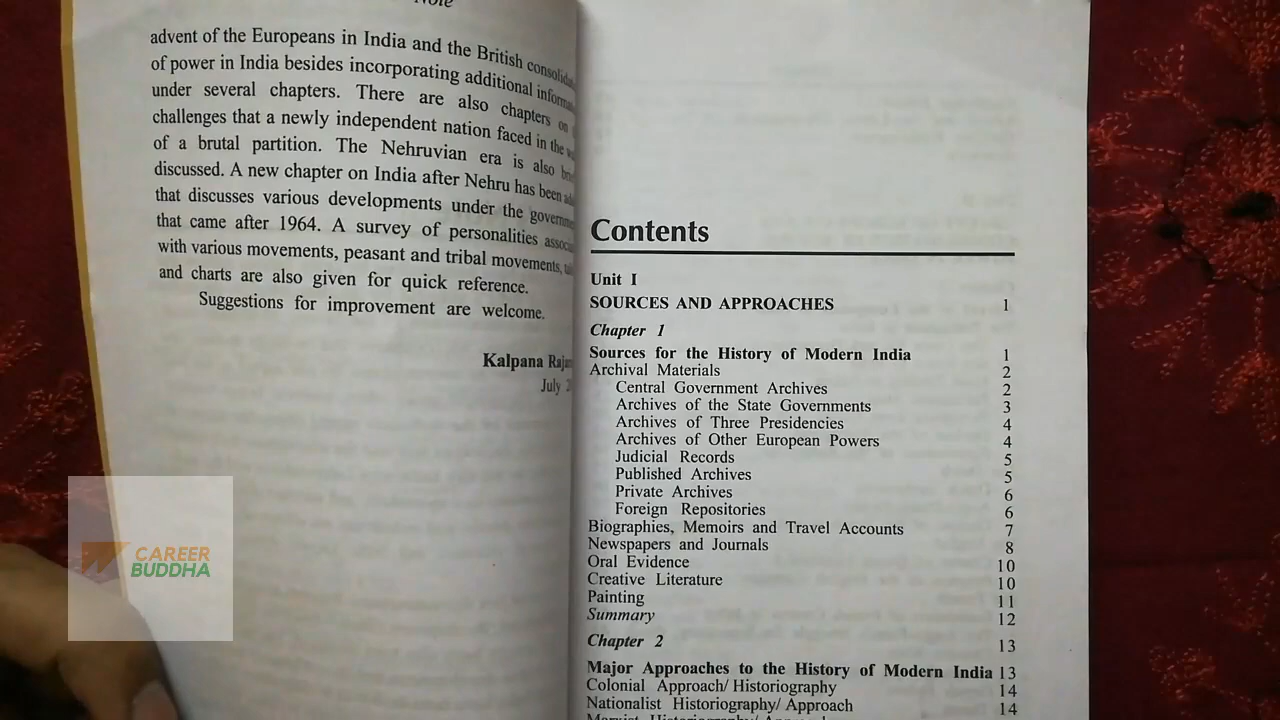 Note
advent of the Europeans in India and the British
of power in India besides incorporating additional
under several chapters. There are also chapters on
challenges that a newly independent nation faced in the
of a brutal partition. The Nehruvian era is also
discussed. A new chapter on India after Nehru has been
that discusses various developments under the
that came after 1964. A survey of personalities
with various movements, peasant and tribal movements,
and charts are also given for quick reference.
Suggestions for improvement are welcome.
Kalpana
July
CAREER
BUDDHA
Contents
Unit I
SOURCES AND APPROACHES 1
Chapter 1
Sources for the History of Modern India 1
Archival Materials 2
Central Government Archives 2
Archives of the State Governments 3
Archives of Three Presidencies 4
Archives of Other European Powers 4
Judicial Records 5
Published Archives 5
Private Archives 6
Foreign Repositories 6
Biographies, Memoirs and Travel Accounts 7
Newspapers and Journals 8
Oral Evidence 10
Creative Literature 10
Painting 11
Summary 12
Chapter 2 13
Major Approaches to the History of Modern India 13
Colonial Approach/ Historiography 14
Nationalist Historiography/ Approach 14